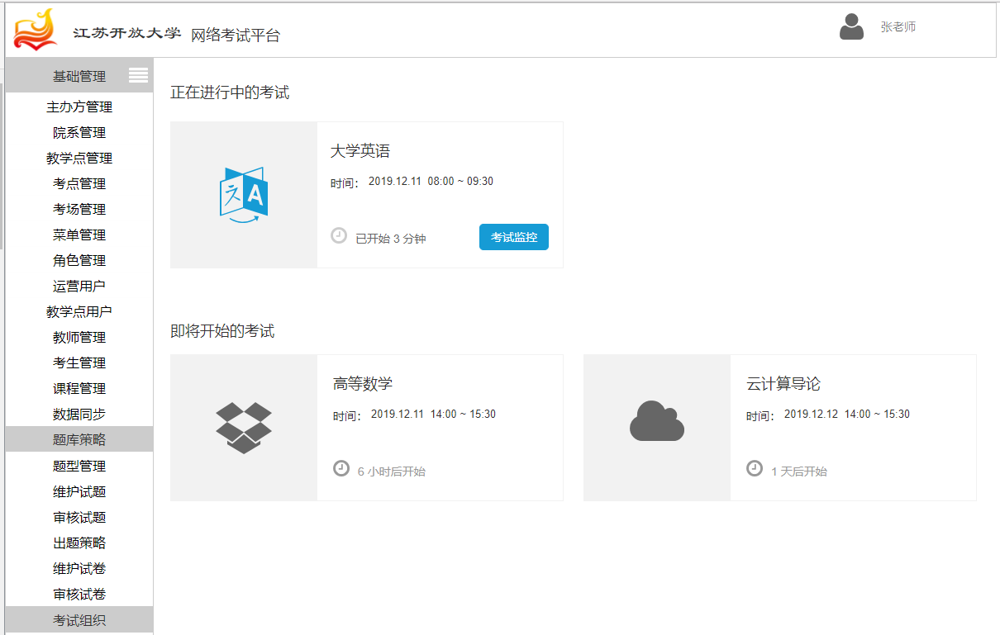 江苏开放大学 网络考试平台
张老师
基础管理
主办方管理
院系管理
教学点管理
考点管理
考场管理
菜单管理
角色管理
运营用户
教学点用户
教师管理
考生管理
课程管理
数据同步
题库策略
题型管理
维护试题
审核试题
出题策略
维护试卷
审核试卷
考试组织
正在进行中的考试
文
A
大学英语
时间： 2019.12.11 08:00 ~ 09:30
已开始 3 分钟
考试监控
即将开始的考试
高等数学
时间： 2019.12.11 14:00 ~ 15:30
6 小时后开始
云计算导论
时间： 2019.12.12 14:00 ~ 15:30
1 天后开始